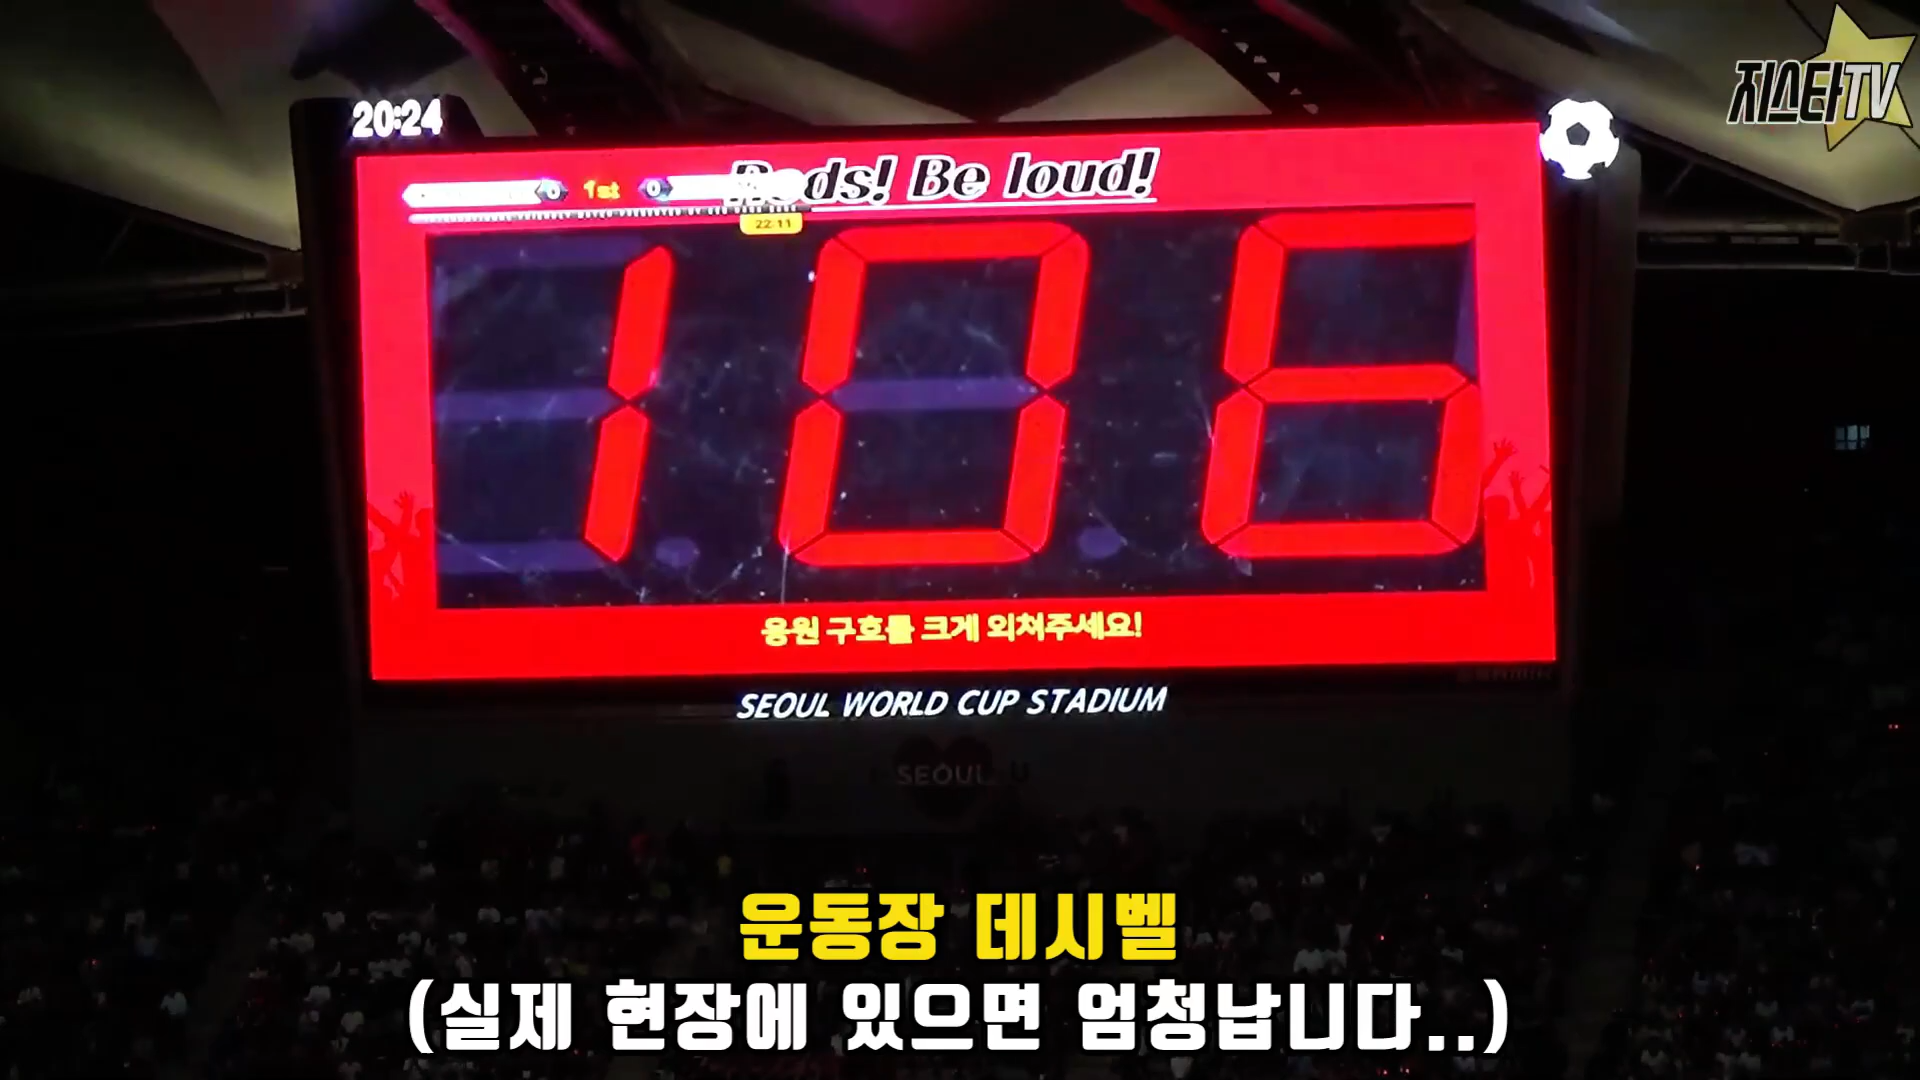 지스타TV
20:24
Reds! Be loud!
0 1st 0
22:11
106
응원 구호를 크게 외쳐주세요!
SEOUL WORLD CUP STADIUM
SEOUL U
운동장 데시벨
(실제 현장에 있으면 엄청납니다..)